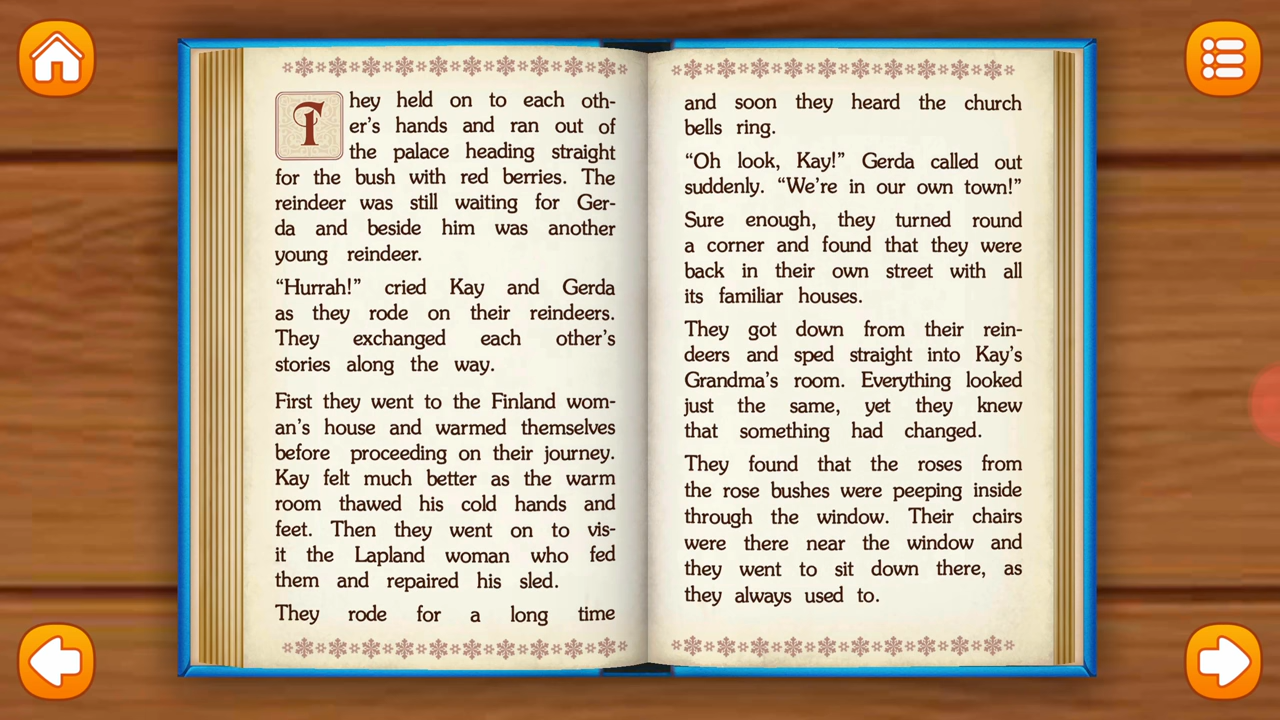 They held on to each oth-
er's hands and ran out of
the palace heading straight
for the bush with red berries. The
reindeer was still waiting for Ger-
da and beside him was another
young reindeer.
“Hurrah!” cried Kay and Gerda
as they rode on their reindeers.
They exchanged each other's
stories along the way.
First they went to the Finland wom-
an's house and warmed themselves
before proceeding on their journey.
Kay felt much better as the warm
room thawed his cold hands and
feet. Then they went on to vis-
it the Lapland woman who fed
them and repaired his sled.
They rode for a long time
and soon they heard the church
bells ring.
“Oh look, Kay!” Gerda called out
suddenly. “We're in our own town!”
Sure enough, they turned round
a corner and found that they were
back in their own street with all
its familiar houses.
They got down from their rein-
deers and sped straight into Kay's
Grandma's room. Everything looked
just the same, yet they knew
that something had changed.
They found that the roses from
the rose bushes were peeping inside
through the window. Their chairs
were there near the window and
they went to sit down there, as
they always used to.